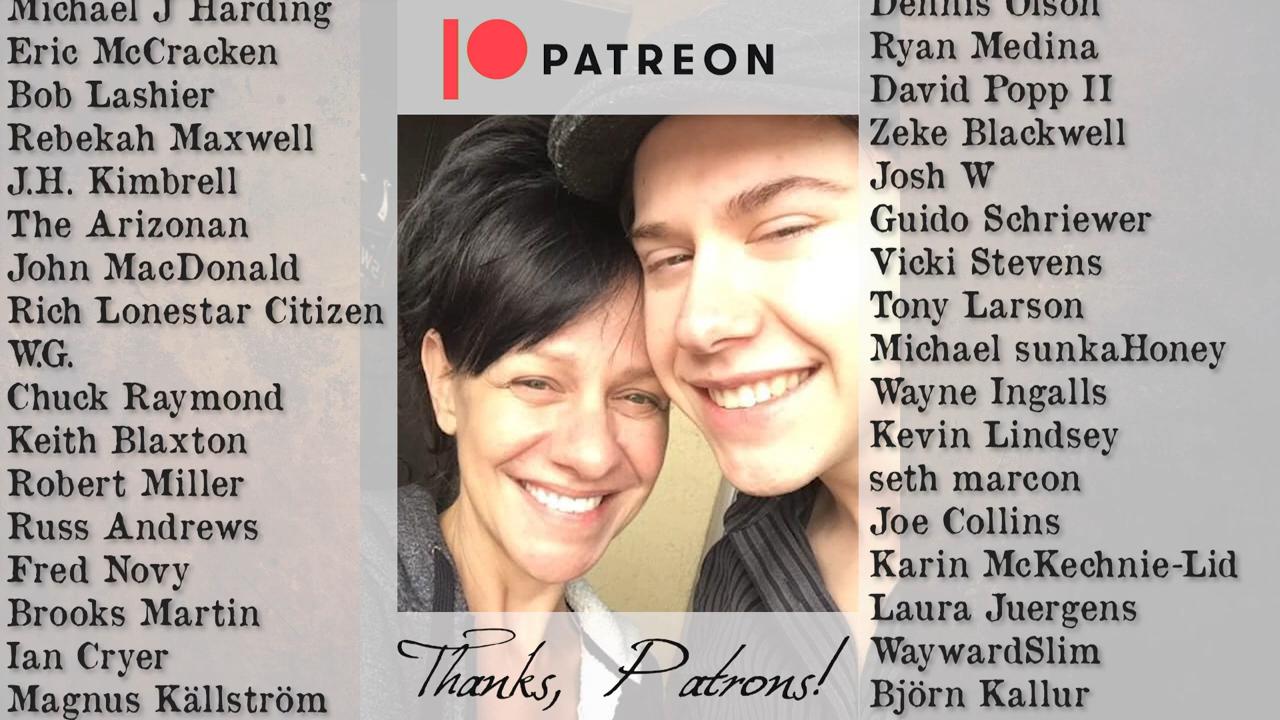 Michael J Harding
Eric McCracken
Bob Lashier
Rebekah Maxwell
J.H. Kimbrell
The Arizonan
John MacDonald
Rich Lonestar Citizen
W.G.
Chuck Raymond
Keith Blaxton
Robert Miller
Russ Andrews
Fred Novy
Brooks Martin
Ian Cryer
Magnus Källström
PATREON
Thanks, Patrons!
Dennis Olson
Ryan Medina
David Popp II
Zeke Blackwell
Josh W
Guido Schriewer
Vicki Stevens
Tony Larson
Michael sunkaHoney
Wayne Ingalls
Kevin Lindsey
seth marcon
Joe Collins
Karin McKechnie-Lid
Laura Juergens
WaywardSlim
Björn Kallur